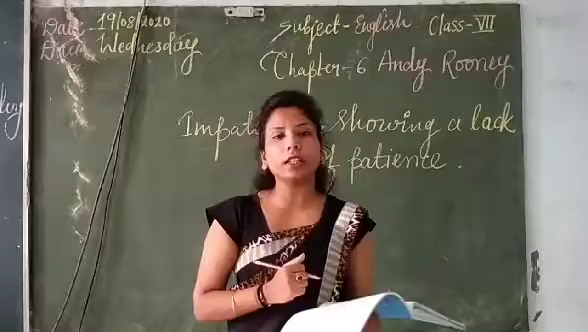 Date 19/08/2020
Day Wednesday
Subject - English Class - VII
Chapter - 6 Andy Rooney
showing a lack
patience.